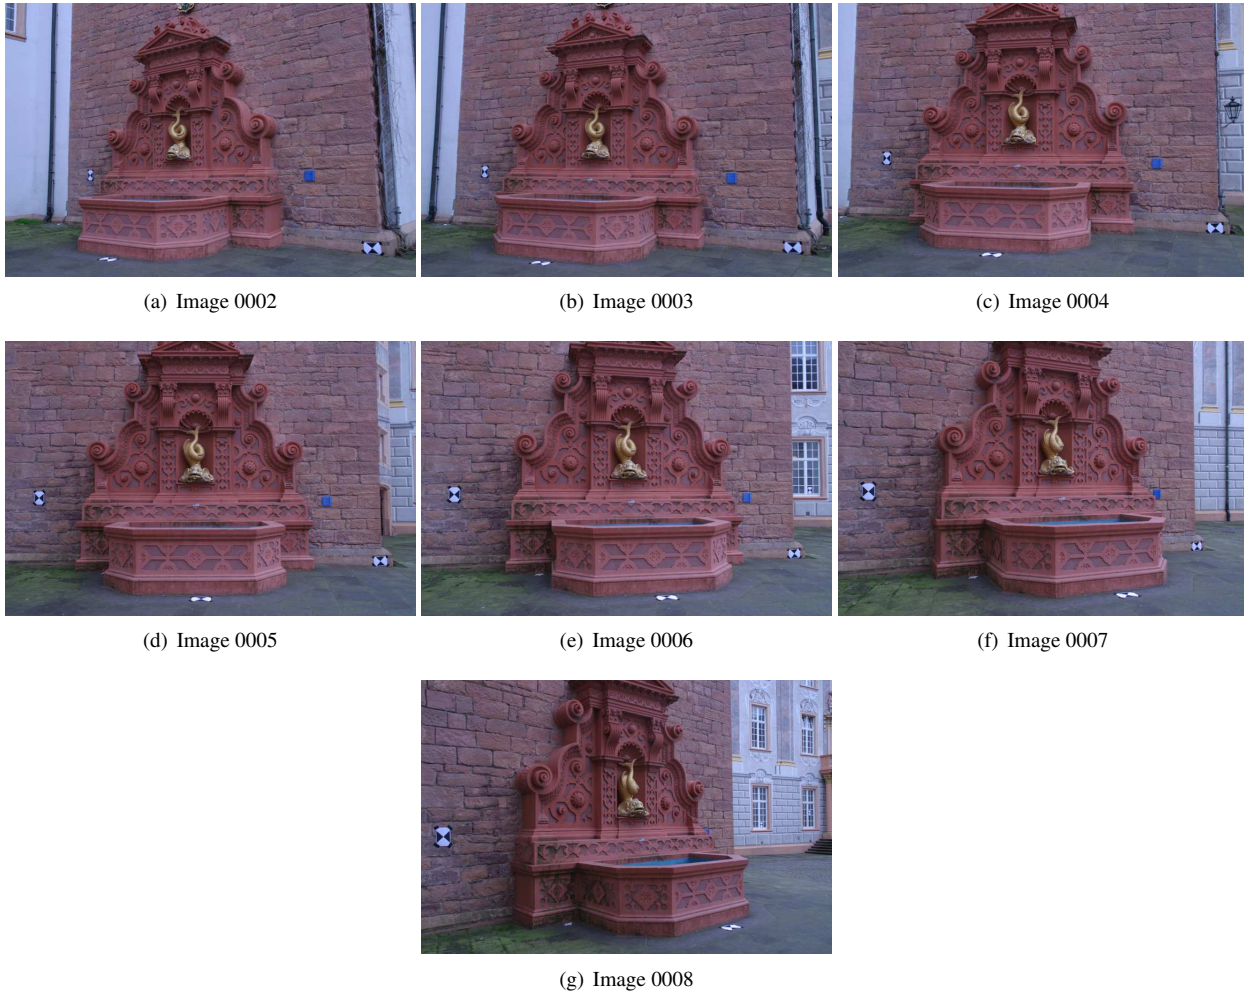 (a) Image 0002
(b) Image 0003
(c) Image 0004
(d) Image 0005
(e) Image 0006
(f) Image 0007
(g) Image 0008